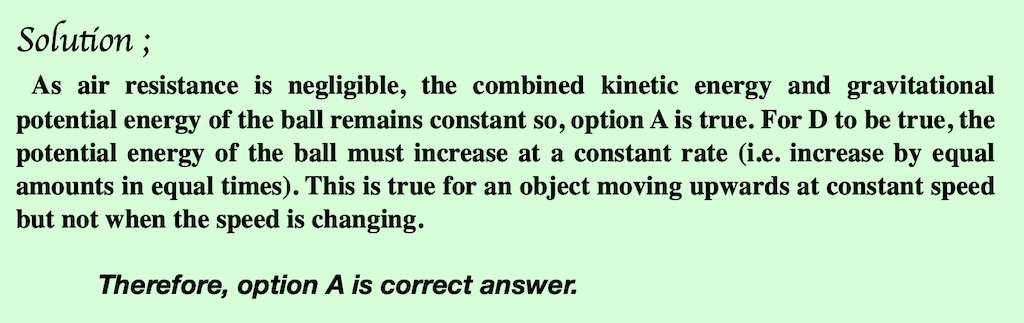 Solution ;
As air resistance is negligible, the combined kinetic energy and gravitational
potential energy of the ball remains constant so, option A is true. For D to be true, the
potential energy of the ball must increase at a constant rate (i.e. increase by equal
amounts in equal times). This is true for an object moving upwards at constant speed
but not when the speed is changing.
Therefore, option A is correct answer.